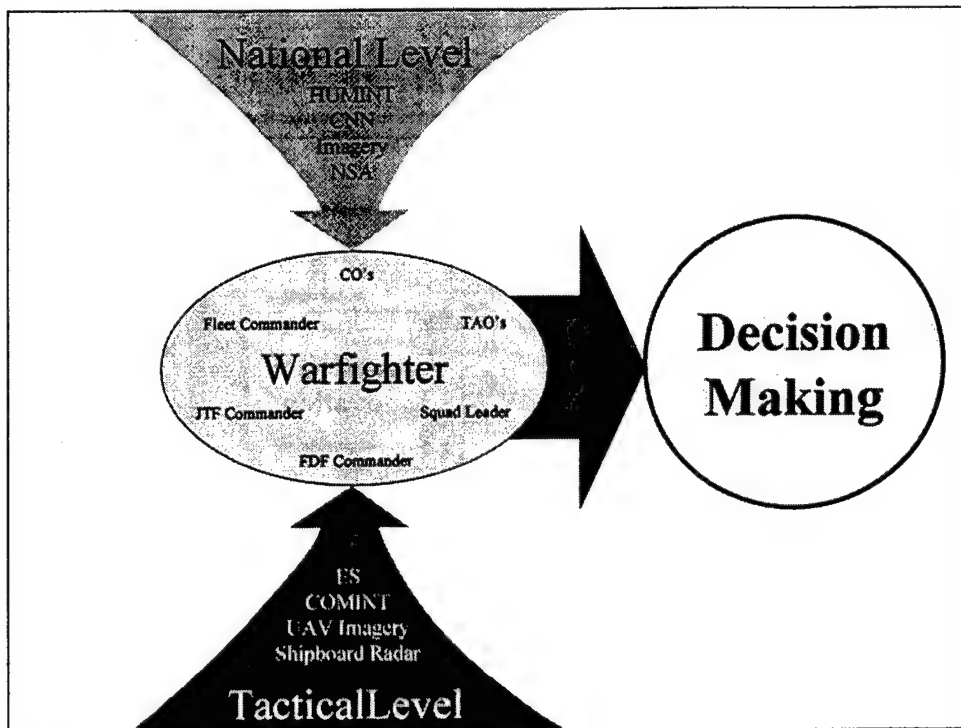 National Level
HUMINT
CNN
Imagery
NSA
CO's
Fleet Commander
TAO's
Warfighter
JTF Commander
Squad Leader
FDF Commander
Decision
Making
ES
COMINT
UAV Imagery
Shipboard Radar
TacticalLevel